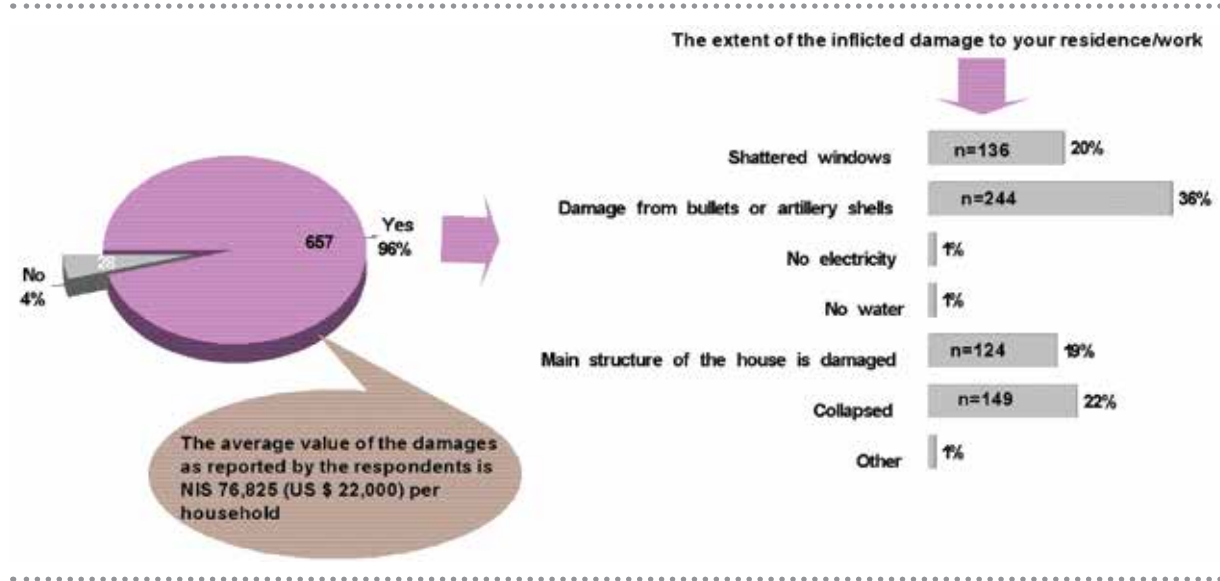 The extent of the inflicted damage to your residence/work
Shattered windows n=136 20%
Damage from bullets or artillery shells n=244 36%
No electricity 1%
No water 1%
Main structure of the house is damaged n=124 19%
Collapsed n=149 22%
Other 1%
657
Yes
96%
28
No
4%
The average value of the damages
as reported by the respondents is
NIS 76,825 (US $ 22,000) per
household